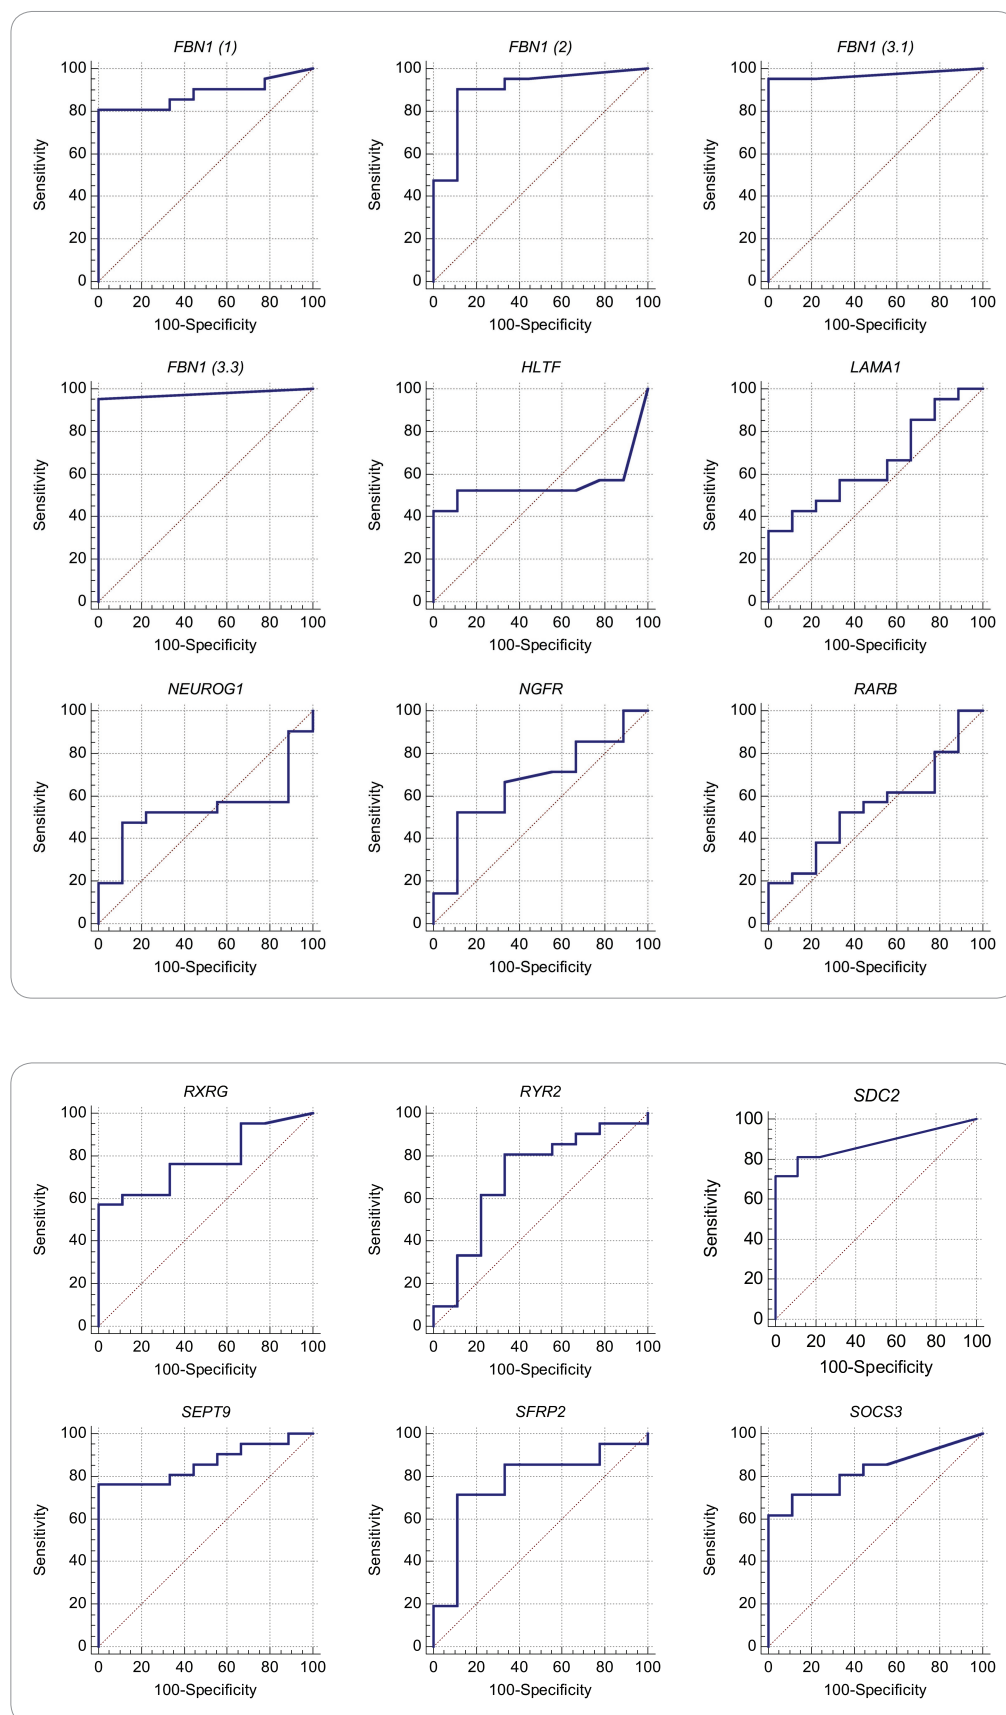 FBN1 (1) FBN1 (2) FBN1 (3.1)
100 100 100
80 80 80
60 60 60
40 40 40
20 20 20
0 0 0
Sensitivity Sensitivity Sensitivity
0 20 40 60 80 100 0 20 40 60 80 100 0 20 40 60 80 100
100-Specificity 100-Specificity 100-Specificity
FBN1 (3.3) HLTF LAMA1
100 100 100
80 80 80
60 60 60
40 40 40
20 20 20
0 0 0
Sensitivity Sensitivity Sensitivity
0 20 40 60 80 100 0 20 40 60 80 100 0 20 40 60 80 100
100-Specificity 100-Specificity 100-Specificity
NEUROG1 NGFR RARB
100 100 100
80 80 80
60 60 60
40 40 40
20 20 20
0 0 0
Sensitivity Sensitivity Sensitivity
0 20 40 60 80 100 0 20 40 60 80 100 0 20 40 60 80 100
100-Specificity 100-Specificity 100-Specificity
RXRG RYR2 SDC2
100 100 100
80 80 80
60 60 60
40 40 40
20 20 20
0 0 0
Sensitivity Sensitivity Sensitivity
0 20 40 60 80 100 0 20 40 60 80 100 0 20 40 60 80 100
100-Specificity 100-Specificity 100-Specificity
SEPT9 SFRP2 SOCS3
100 100 100
80 80 80
60 60 60
40 40 40
20 20 20
0 0 0
Sensitivity Sensitivity Sensitivity
0 20 40 60 80 100 0 20 40 60 80 100 0 20 40 60 80 100
100-Specificity 100-Specificity 100-Specificity